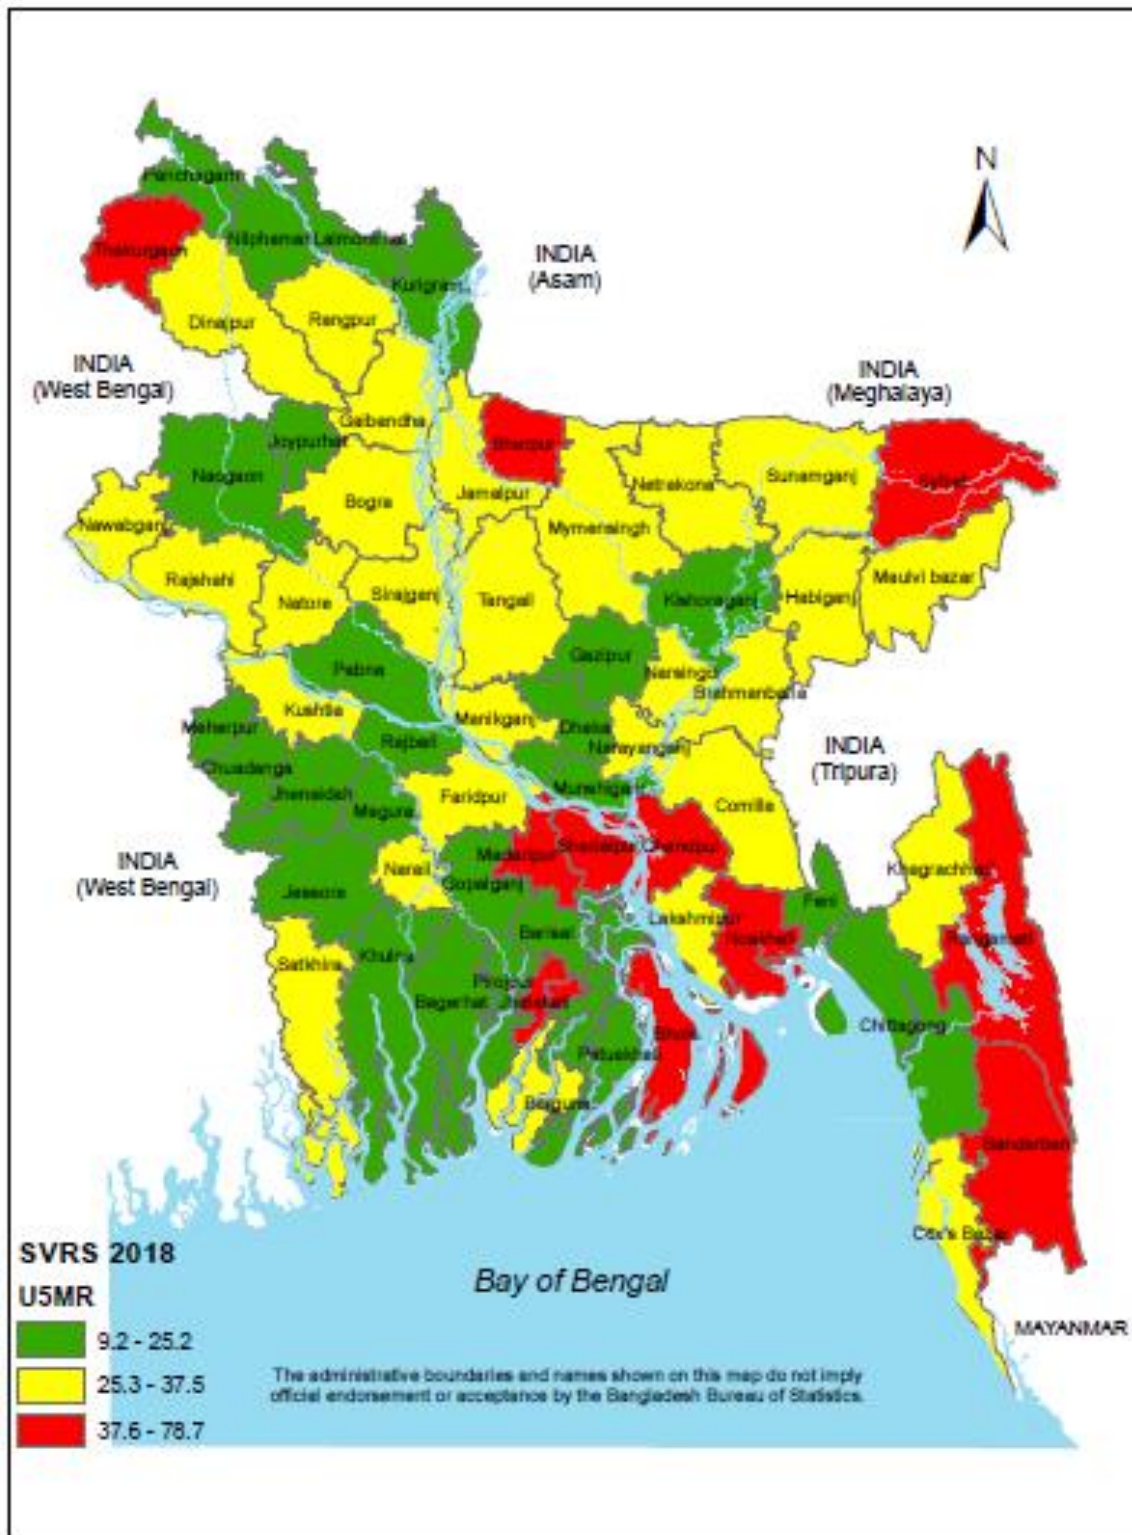 N
Panchagarh
Thakurgaon
Nilphamari
Lalmonirhat
Kurigram
INDIA
(Asam)
Dinajpur
Rangpur
INDIA
(West Bengal)
INDIA
(Meghalaya)
Gaibandha
Joypurhat
Sherpur
Naogaon
Bogra
Jamalpur
Netrakona
Sunamganj
Sylhet
Nawabganj
Mymensingh
Rajshahi
Natore
Sirajganj
Tangail
Kishoreganj
Habiganj
Maulvi bazar
Pabna
Gazipur
Narsingdi
Brahmanbaria
Kushtia
Manikganj
Meherpur
Rajbari
Dhaka
Narayanganj
INDIA
(Tripura)
Chuadanga
Jhenaidah
Magura
Faridpur
Munshiganj
Comilla
INDIA
(West Bengal)
Narail
Madaripur
Shariatpur
Chandpur
Khagrachhari
Jessore
Gopalganj
Feni
Lakshmipur
Noakhali
Rangamati
Satkhira
Khulna
Barisal
Pirojpur
Bagerhat
Jhalokati
Bhola
Chittagong
Patuakhali
Barguna
Bandarban
Cox's Bazar
SVRS 2018
U5MR
9.2 - 25.2
25.3 - 37.5
37.6 - 78.7
Bay of Bengal
MAYANMAR
The administrative boundaries and names shown on this map do not imply
official endorsement or acceptance by the Bangladesh Bureau of Statistics.